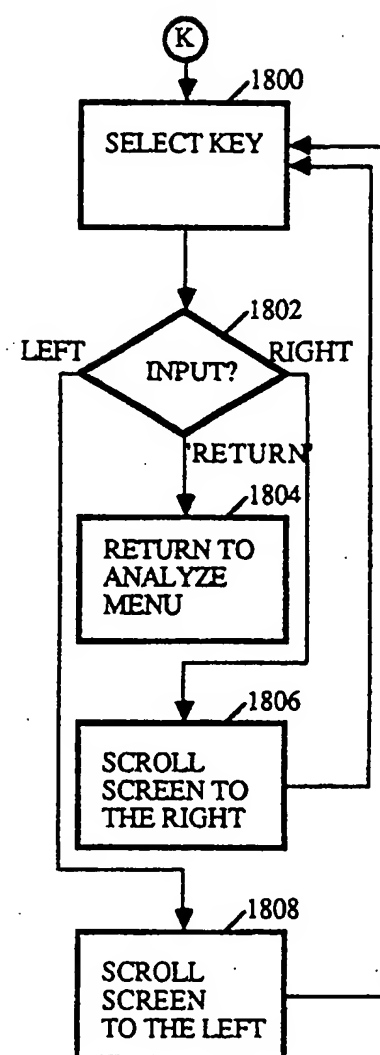 K
1800
SELECT KEY
1802
LEFT
INPUT?
RIGHT
'RETURN'
1804
RETURN TO
ANALYZE
MENU
1806
SCROLL
SCREEN TO
THE RIGHT
1808
SCROLL
SCREEN
TO THE LEFT